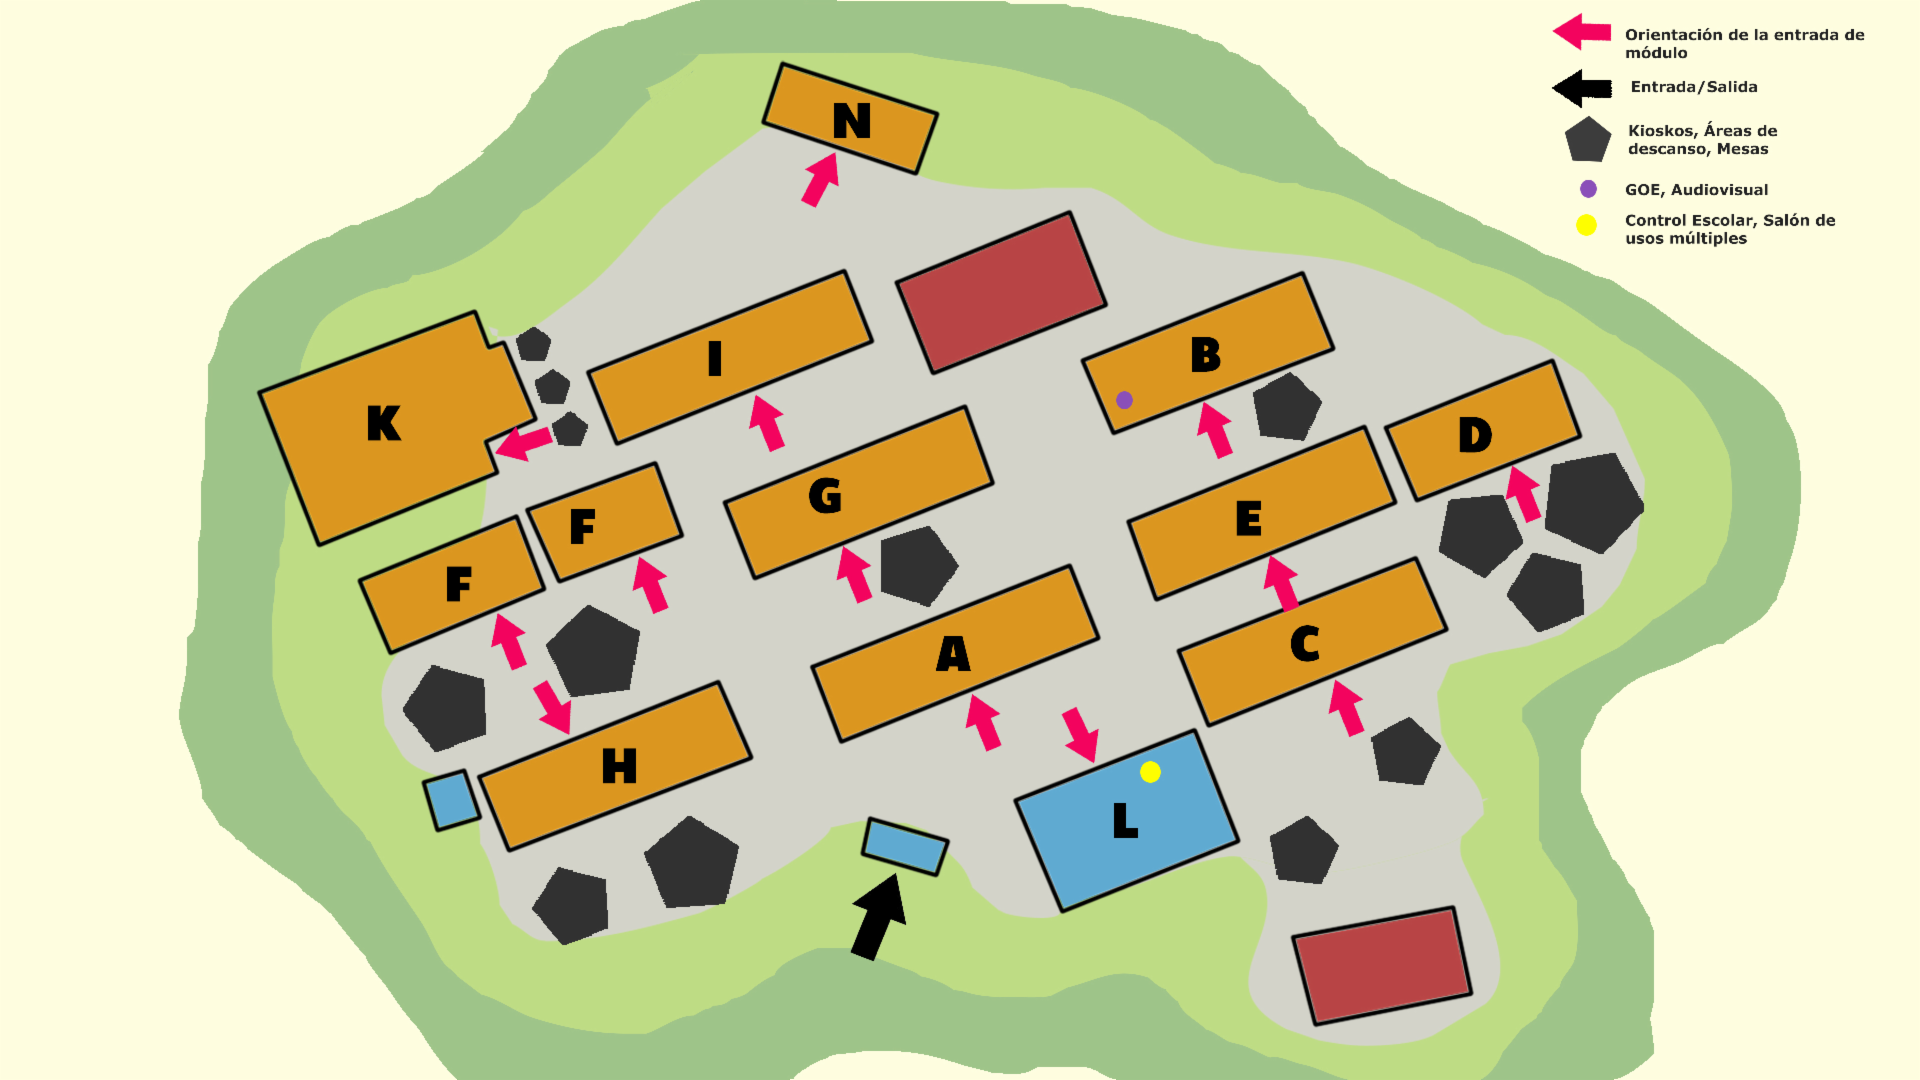 Orientación de la entrada de
módulo
Entrada/Salida
Kioskos, Áreas de
descanso, Mesas
GOE, Audiovisual
Control Escolar, Salón de
usos múltiples
N
I
B
K
D
G
E
F
F
A
C
H
L